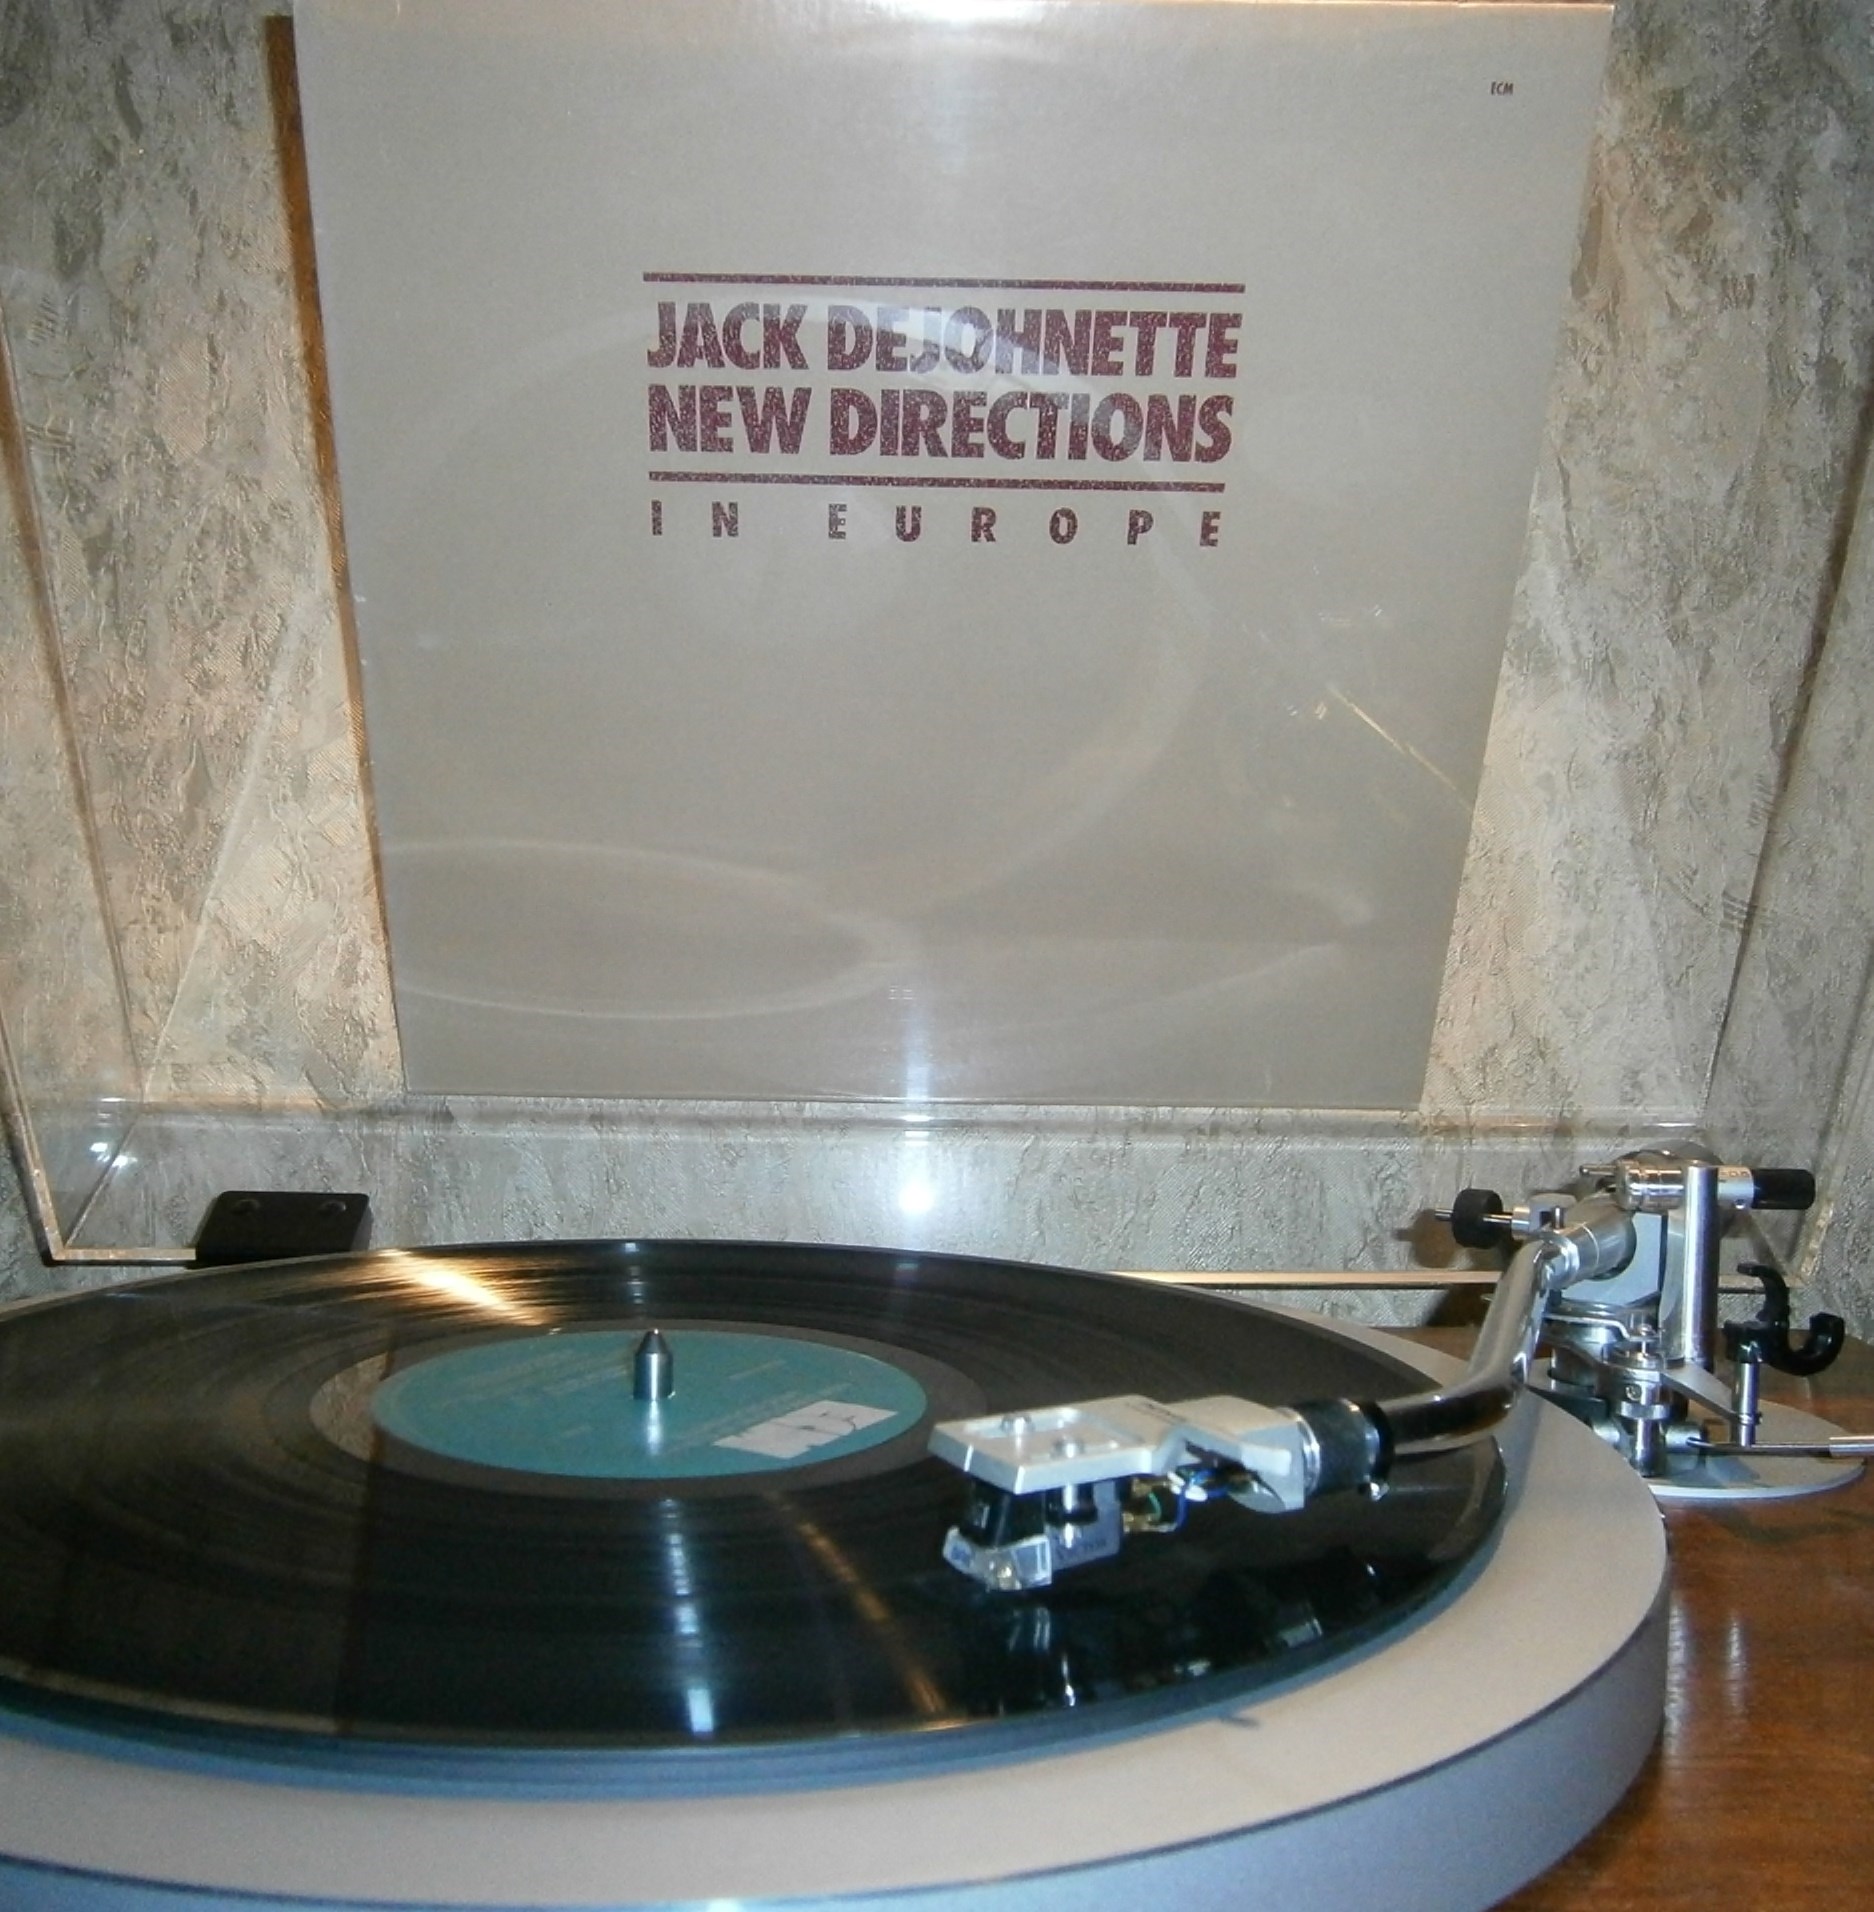 ECM
JACK DEJOHNETTE
NEW DIRECTIONS
IN EUROPE